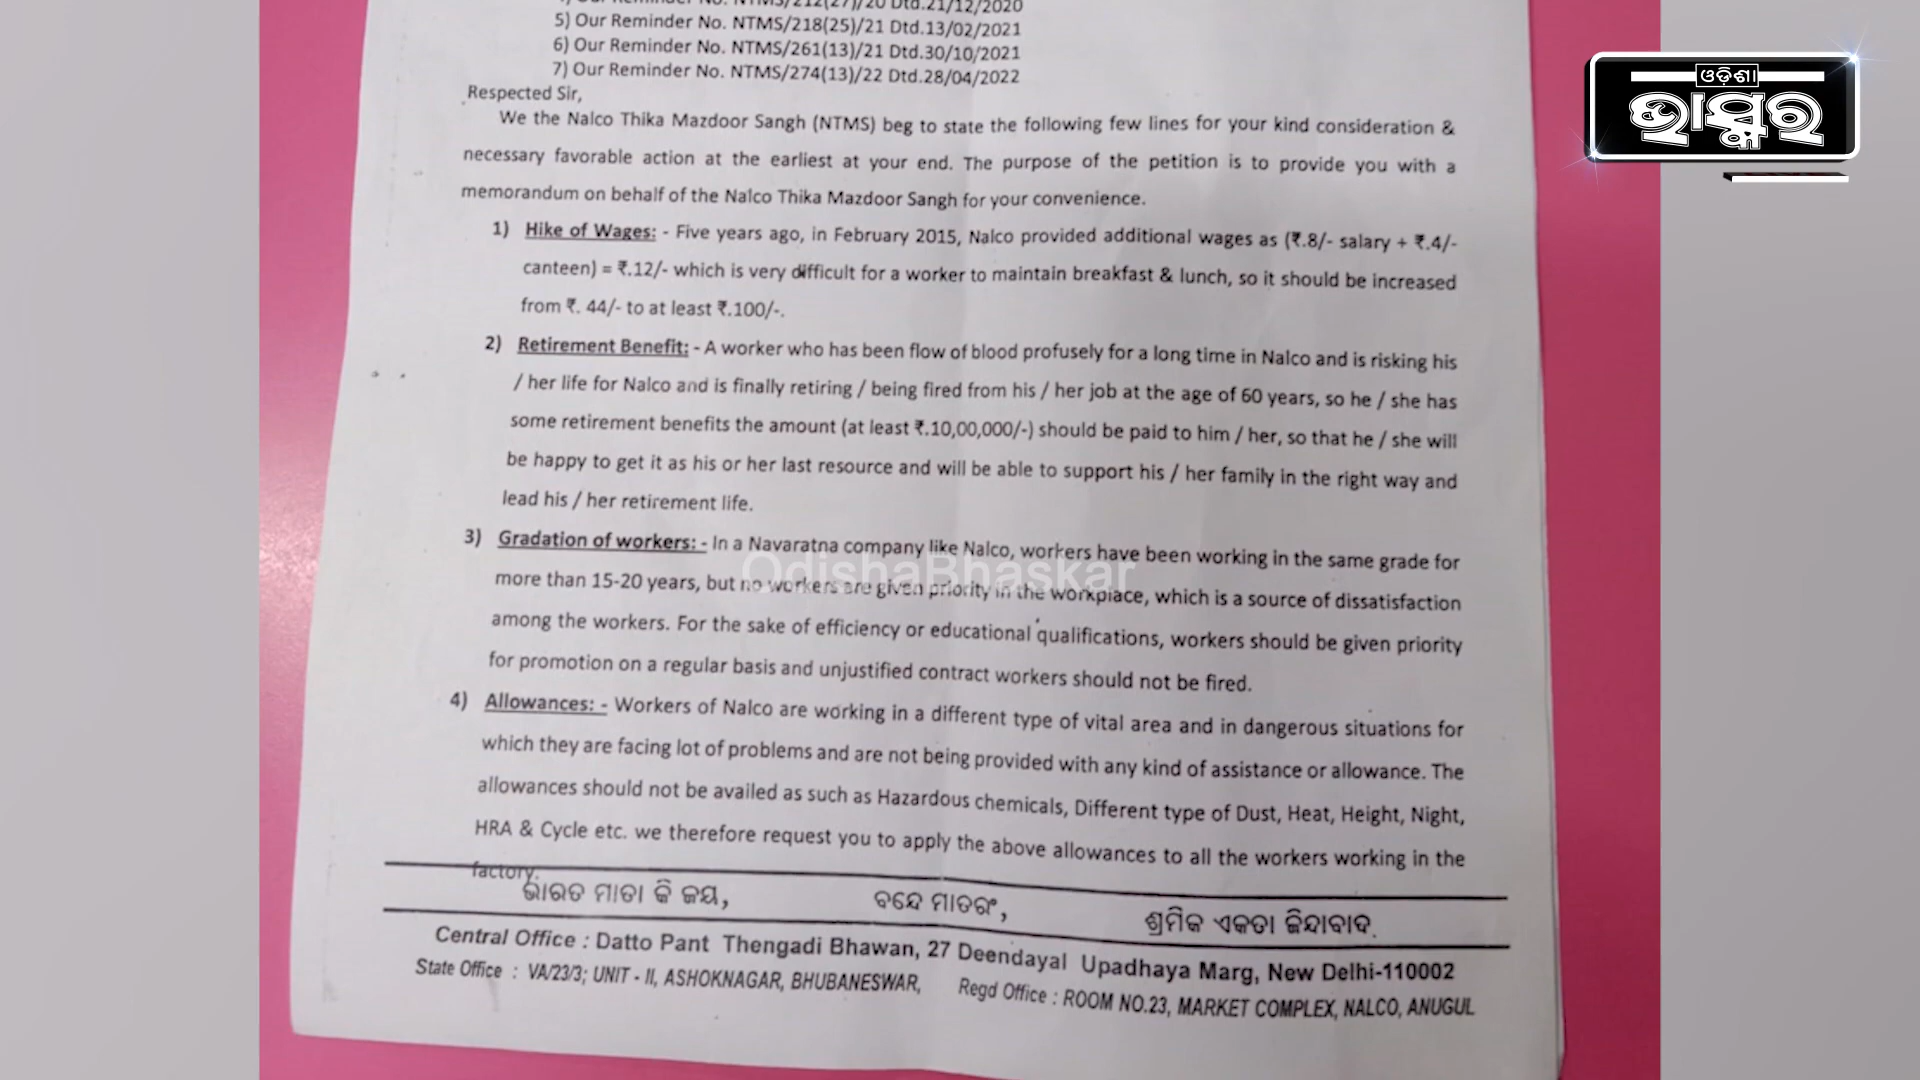 4) Our Reminder No. NTMS/212(27)/20 Dtd.21/12/2020
5) Our Reminder No. NTMS/218(25)/21 Dtd.13/02/2021
6) Our Reminder No. NTMS/261(13)/21 Dtd.30/10/2021
7) Our Reminder No. NTMS/274(13)/22 Dtd.28/04/2022
ଓଡ଼ିଶା
ଭାସ୍କର
Respected Sir,
We the Nalco Thika Mazdoor Sangh (NTMS) beg to state the following few lines for your kind consideration &
necessary favorable action at the earliest at your end. The purpose of the petition is to provide you with a
memorandum on behalf of the Nalco Thika Mazdoor Sangh for your convenience.
1) Hike of Wages: - Five years ago, in February 2015, Nalco provided additional wages as (₹.8/- salary + ₹.4/-
canteen) = ₹.12/- which is very difficult for a worker to maintain breakfast & lunch, so it should be increased
from ₹. 44/- to at least ₹.100/-.
2) Retirement Benefit: - A worker who has been flow of blood profusely for a long time in Nalco and is risking his
/ her life for Nalco and is finally retiring / being fired from his / her job at the age of 60 years, so he / she has
some retirement benefits the amount (at least ₹.10,00,000/-) should be paid to him / her, so that he / she will
be happy to get it as his or her last resource and will be able to support his / her family in the right way and
lead his / her retirement life.
3) Gradation of workers: - In a Navaratna company like Nalco, workers have been working in the same grade for
OdishaBhaskar
more than 15-20 years, but no workers are given priority in the workplace, which is a source of dissatisfaction
among the workers. For the sake of efficiency or educational qualifications, workers should be given priority
for promotion on a regular basis and unjustified contract workers should not be fired.
4) Allowances: - Workers of Nalco are working in a different type of vital area and in dangerous situations for
which they are facing lot of problems and are not being provided with any kind of assistance or allowance. The
allowances should not be availed as such as Hazardous chemicals, Different type of Dust, Heat, Height, Night,
HRA & Cycle etc. we therefore request you to apply the above allowances to all the workers working in the
factory.
ଭାରତ ମାତା କି ଜୟ, ବନ୍ଦେ ମାତରଂ, ଶ୍ରମିକ ଏକତା ଜିନ୍ଦାବାଦ.
Central Office : Datto Pant Thengadi Bhawan, 27 Deendayal Upadhaya Marg, New Delhi-110002
State Office : VA/23/3; UNIT - II, ASHOKNAGAR, BHUBANESWAR, Regd Office : ROOM NO.23, MARKET COMPLEX, NALCO, ANUGUL